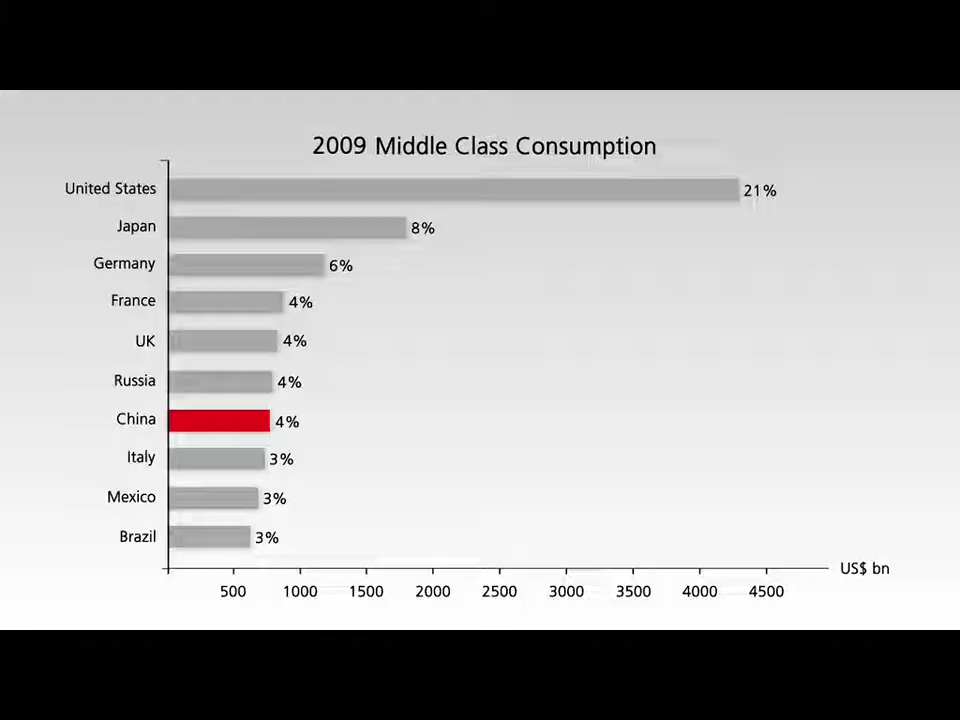 2009 Middle Class Consumption
United States 21%
Japan 8%
Germany 6%
France 4%
UK 4%
Russia 4%
China 4%
Italy 3%
Mexico 3%
Brazil 3%
US$ bn
500 1000 1500 2000 2500 3000 3500 4000 4500